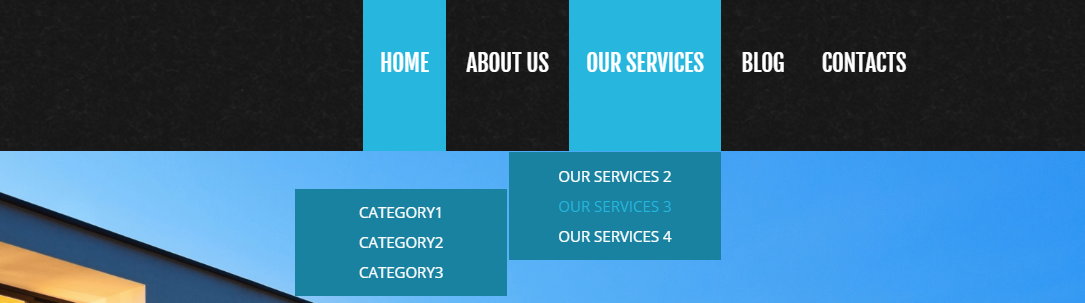 HOME ABOUT US OUR SERVICES BLOG CONTACTS
OUR SERVICES 2
OUR SERVICES 3
OUR SERVICES 4
CATEGORY1
CATEGORY2
CATEGORY3